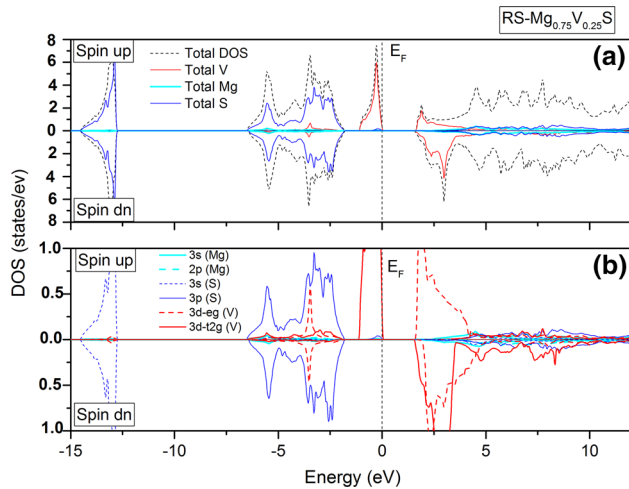 RS-Mg0.75V0.25S
Spin up
Total DOS
Total V
Total Mg
Total S
EF
(a)
Spin dn
8
6
4
2
0
2
4
6
8
DOS (states/ev)
Spin up
3s (Mg)
2p (Mg)
3s (S)
3p (S)
3d-eg (V)
3d-t2g (V)
EF
(b)
Spin dn
1.0
0.5
0.0
0.5
1.0
-15 -10 -5 0 5 10
Energy (eV)